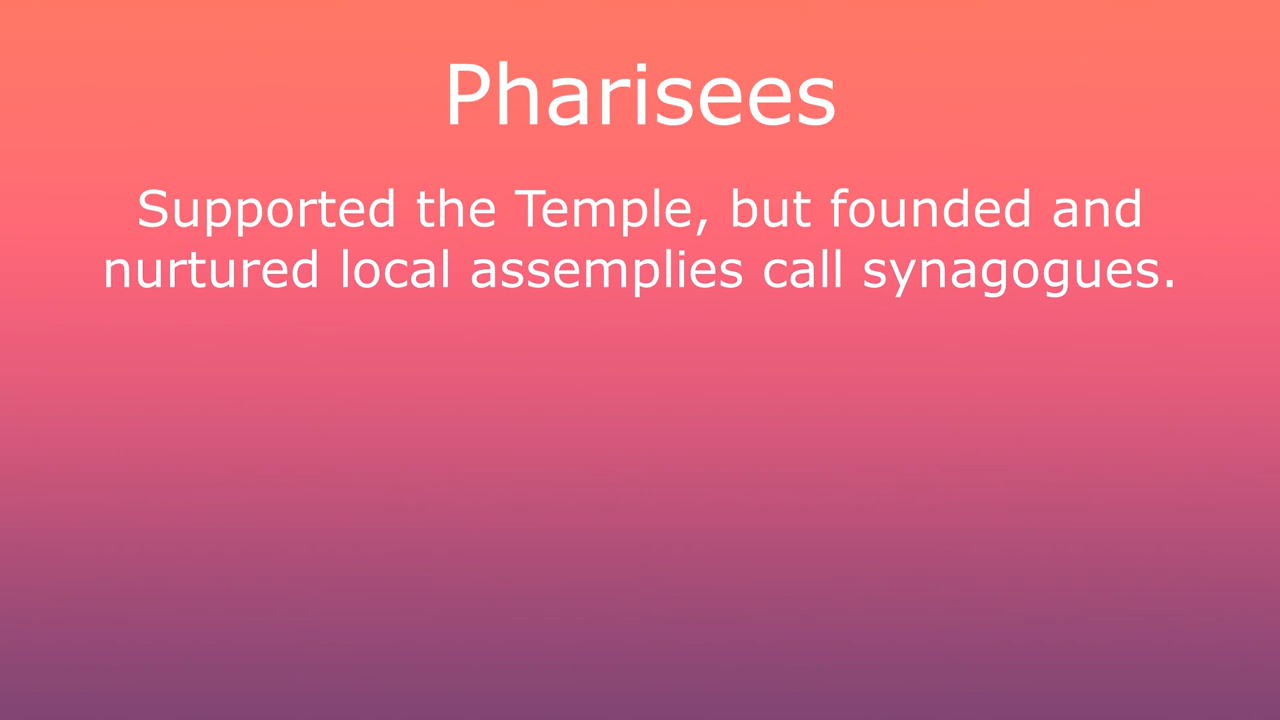 Pharisees
Supported the Temple, but founded and
nurtured local assemplies call synagogues.